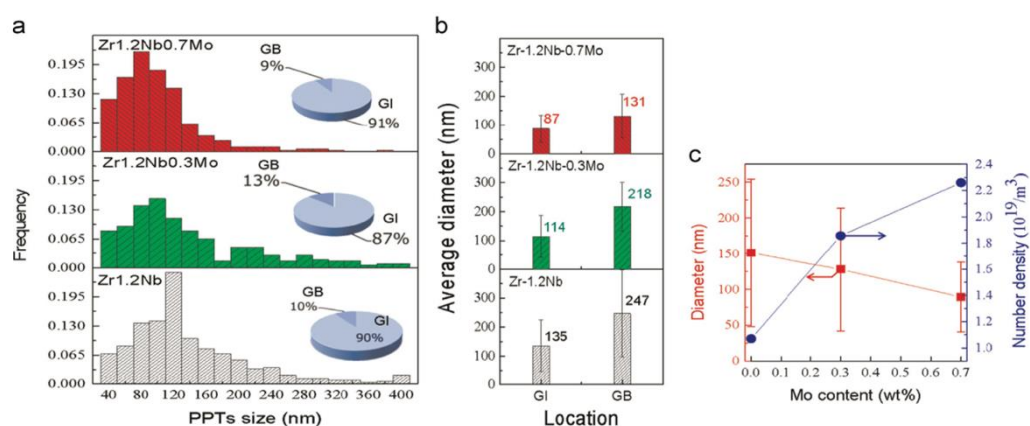 a
Zr1.2Nb0.7Mo
GB
9%
GI
91%
0.195
0.130
0.065
0.000
Zr1.2Nb0.3Mo
GB
13%
GI
87%
0.195
0.130
0.065
0.000
Zr1.2Nb
GB
10%
GI
90%
0.195
0.130
0.065
0.000
Frequency
40 80 120 160 200 240 280 320 360 400
PPTs size (nm)
b
Zr-1.2Nb-0.7Mo
300
200
100
0
87
131
Zr-1.2Nb-0.3Mo
300
200
100
0
114
218
Zr-1.2Nb
300
200
100
0
135
247
Average diameter (nm)
GI GB
Location
c
250
200
150
100
50
0
Diameter (nm)
2.4
2.2
2.0
1.8
1.6
1.4
1.2
1.0
Number density (10^19/m^3)
0.0 0.1 0.2 0.3 0.4 0.5 0.6 0.7
Mo content (wt%)